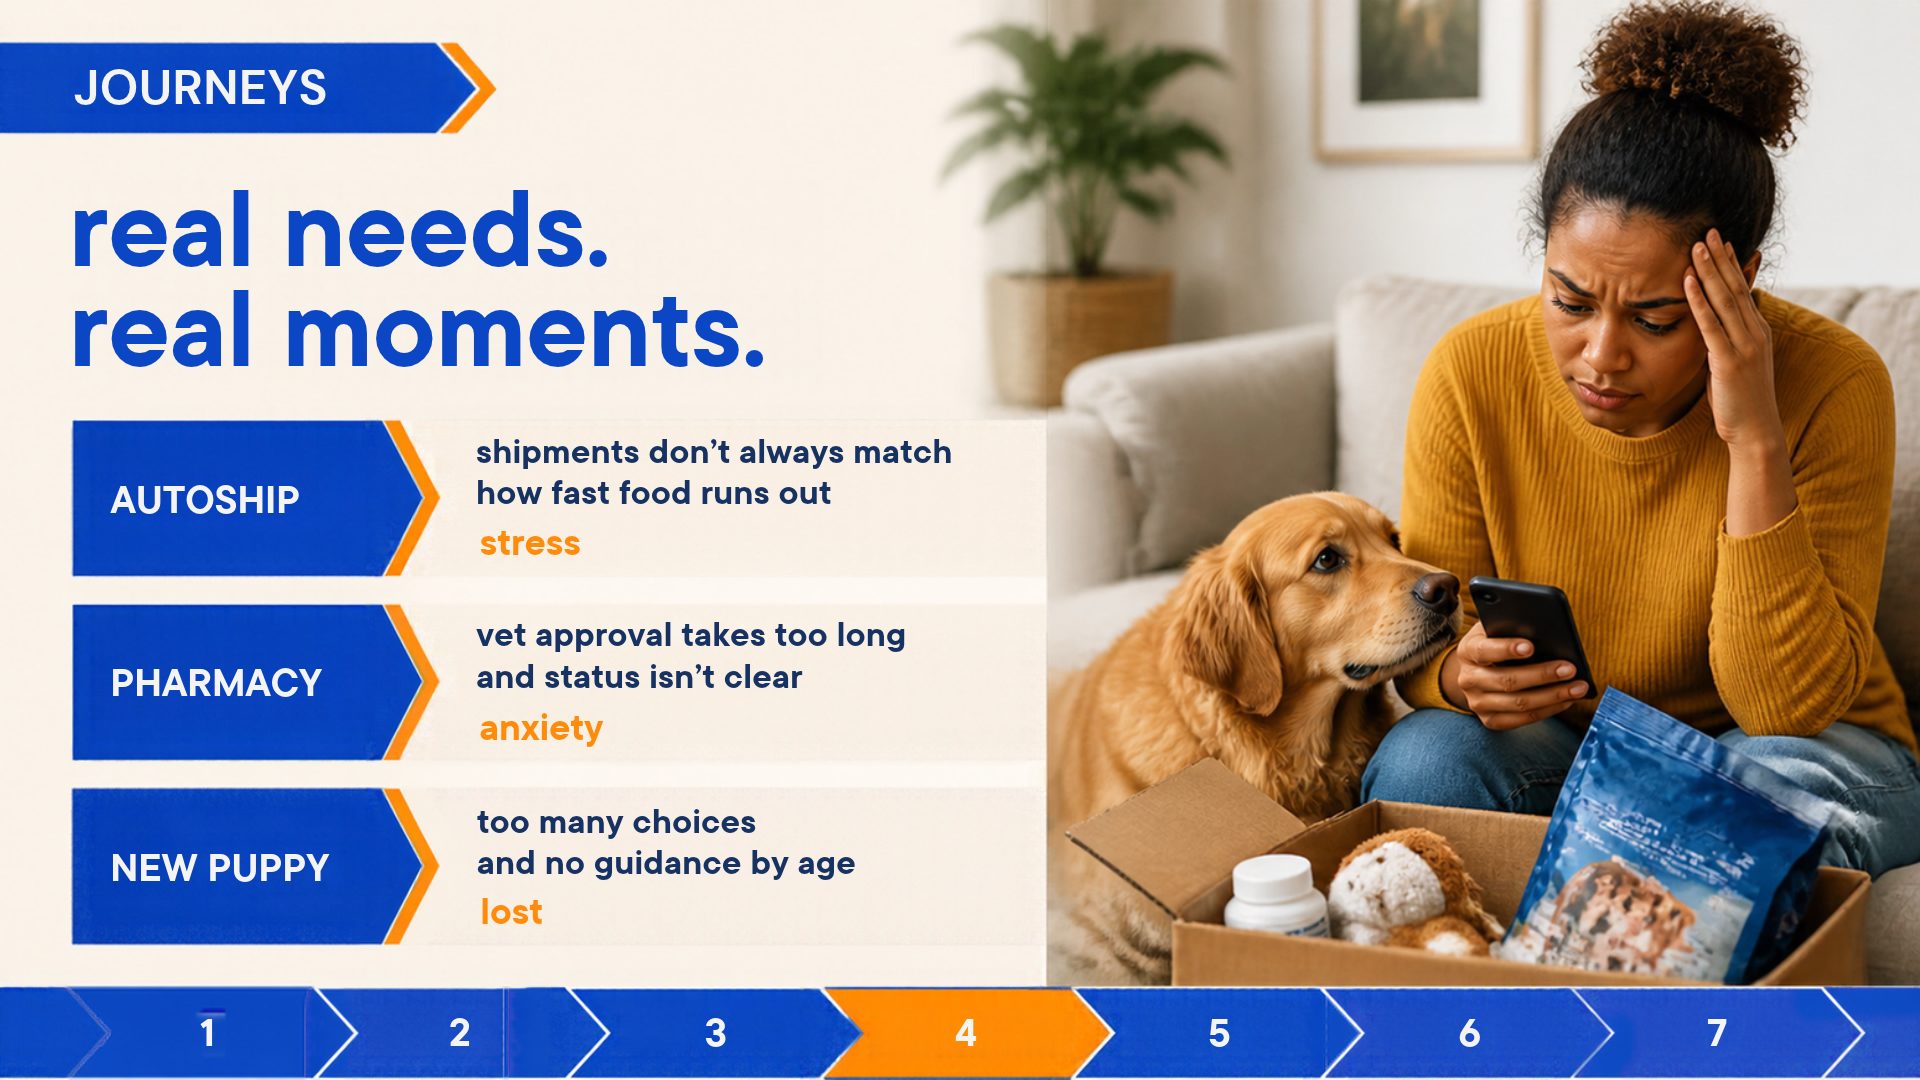 JOURNEYS
real needs.
real moments.
AUTOSHIP
shipments don’t always match
how fast food runs out
stress
PHARMACY
vet approval takes too long
and status isn’t clear
anxiety
NEW PUPPY
too many choices
and no guidance by age
lost
1
2
3
4
5
6
7